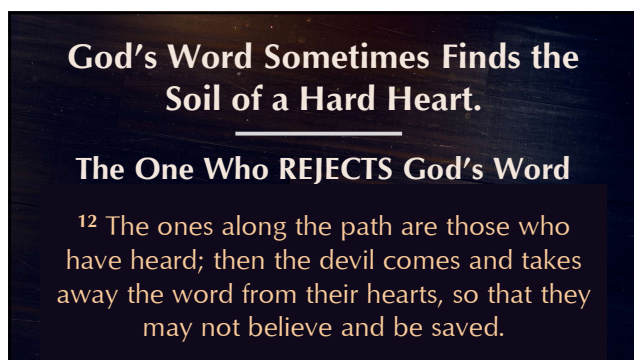 God's Word Sometimes Finds the
Soil of a Hard Heart.
The One Who REJECTS God's Word
12 The ones along the path are those who
have heard; then the devil comes and takes
away the word from their hearts, so that they
may not believe and be saved.